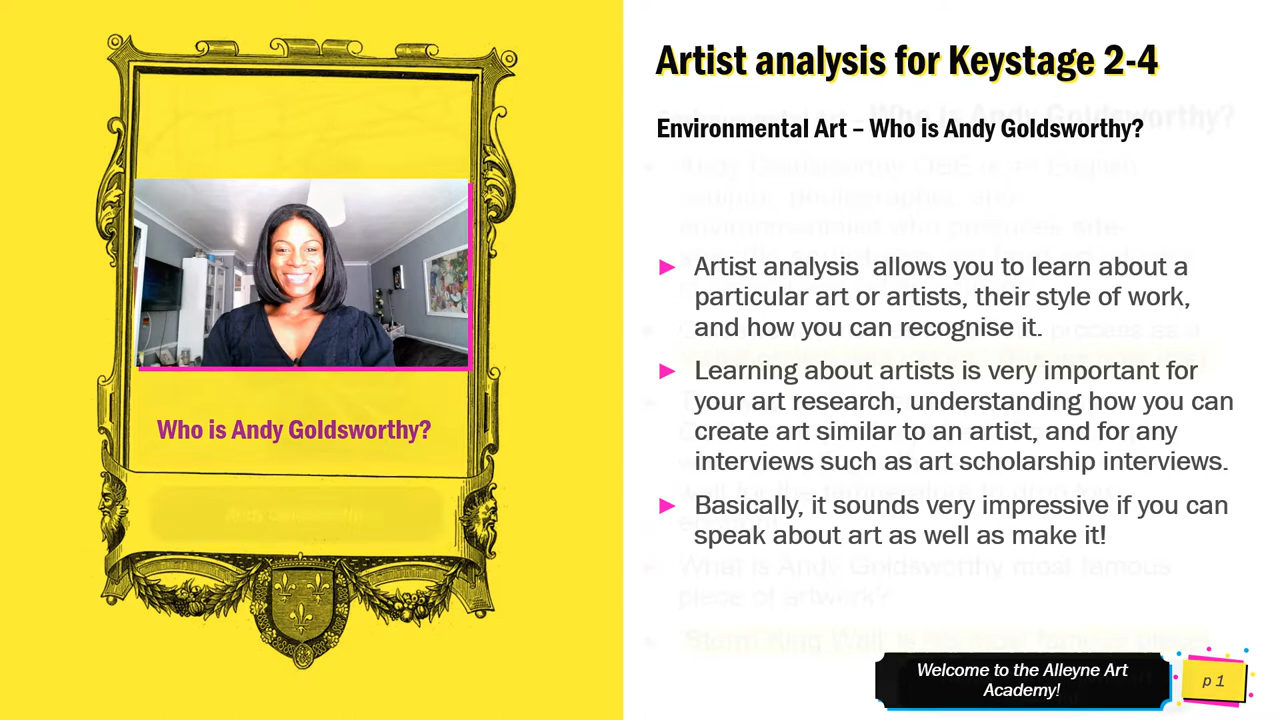 Artist analysis for Keystage 2-4
Environmental Art – Who is Andy Goldsworthy?
► Artist analysis  allows you to learn about a
particular art or artists, their style of work,
and how you can recognise it.
► Learning about artists is very important for
your art research, understanding how you can
create art similar to an artist, and for any
interviews such as art scholarship interviews.
► Basically, it sounds very impressive if you can
speak about art as well as make it!
Who is Andy Goldsworthy?
Welcome to the Alleyne Art
Academy!
p 1